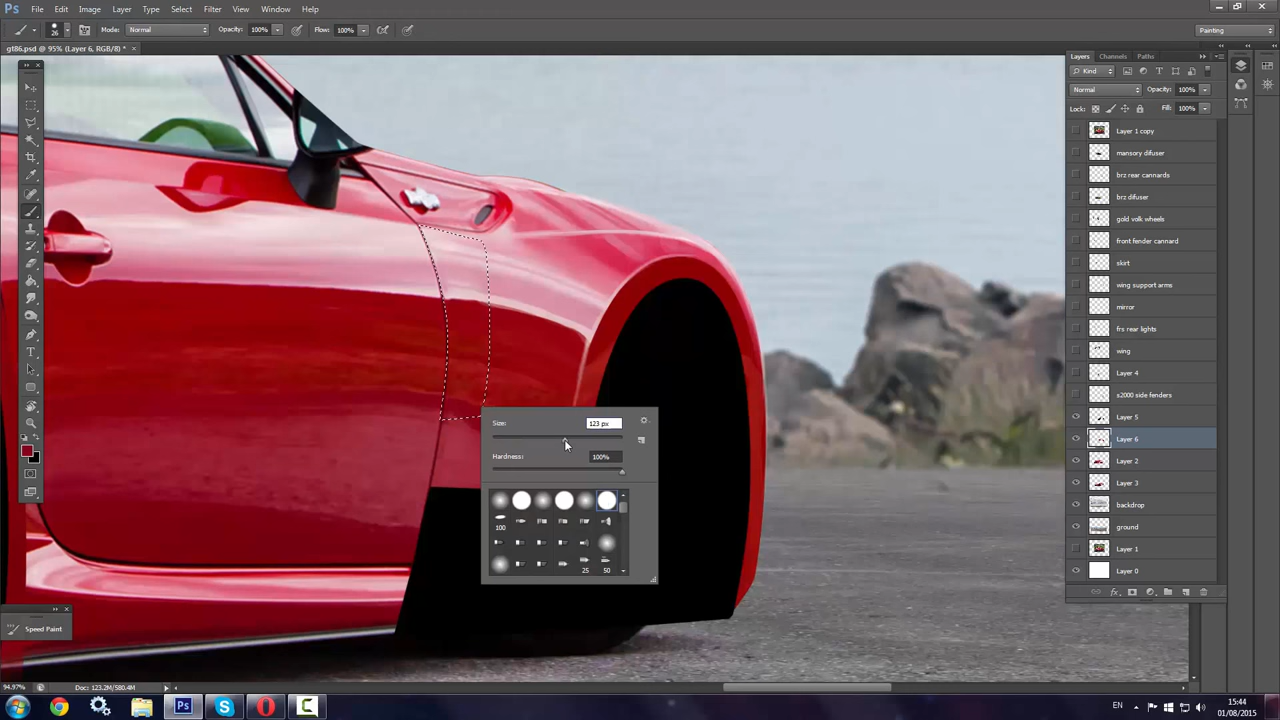 Ps File Edit Image Layer Type Select Filter View Window Help
26 Mode: Normal Opacity: 100% Flow: 100% Painting
gt86.psd @ 95% (Layer 6, RGB/8) *
Layers Channels Paths
Kind
Normal Opacity: 100%
Lock: Fill: 100%
Layer 1 copy
mansory difuser
brz rear cannards
brz difuser
gold volk wheels
front fender cannard
skirt
wing support arms
mirror
frs rear lights
wing
Layer 4
s2000 side fenders
Layer 5
Layer 6
Layer 2
Layer 3
backdrop
ground
Layer 1
Layer 0
Size: 123 px
Hardness: 100%
100
25 50
Speed Paint
94.97% Doc: 123.2M/580.4M
EN 15:44
01/08/2015